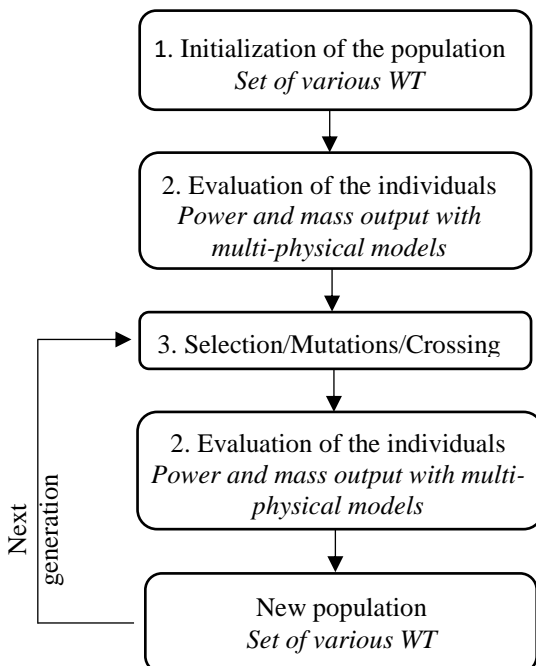 1. Initialization of the population
Set of various WT
2. Evaluation of the individuals
Power and mass output with
multi-physical models
3. Selection/Mutations/Crossing
2. Evaluation of the individuals
Power and mass output with multi-
physical models
Next
generation
New population
Set of various WT